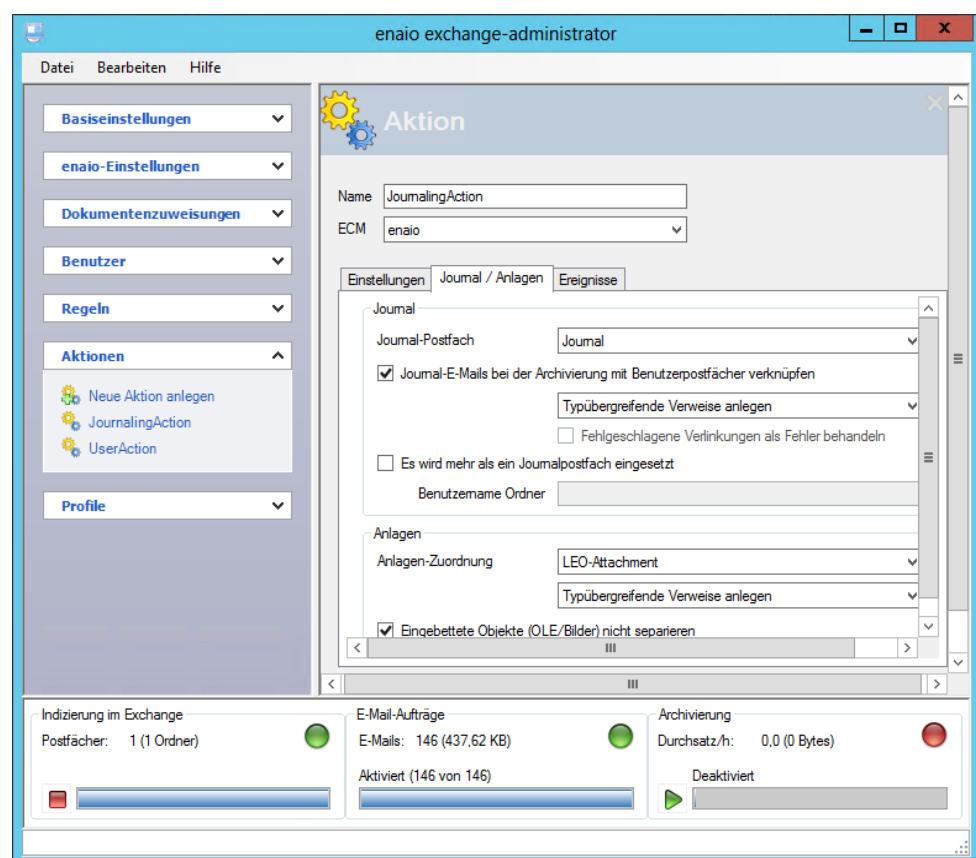 enaio exchange-administrator
Datei Bearbeiten Hilfe
Basiseinstellungen
enaio-Einstellungen
Dokumentenzuweisungen
Benutzer
Regeln
Aktionen
Neue Aktion anlegen
JournalingAction
UserAction
Profile
Aktion
Name JournalingAction
ECM enaio
Einstellungen Journal / Anlagen Ereignisse
Journal
Journal-Postfach Journal
Journal-E-Mails bei der Archivierung mit Benutzerpostfächer verknüpfen
Typübergreifende Verweise anlegen
Fehlgeschlagene Verlinkungen als Fehler behandeln
Es wird mehr als ein Journalpostfach eingesetzt
Benutzername Ordner
Anlagen
Anlagen-Zuordnung LEO-Attachment
Typübergreifende Verweise anlegen
Eingebettete Objekte (OLE/Bilder) nicht separieren
Indizierung im Exchange
Postfächer: 1 (1 Ordner)
E-Mail-Aufträge
E-Mails: 146 (437,62 KB)
Aktiviert (146 von 146)
Archivierung
Durchsatz/h: 0,0 (0 Bytes)
Deaktiviert